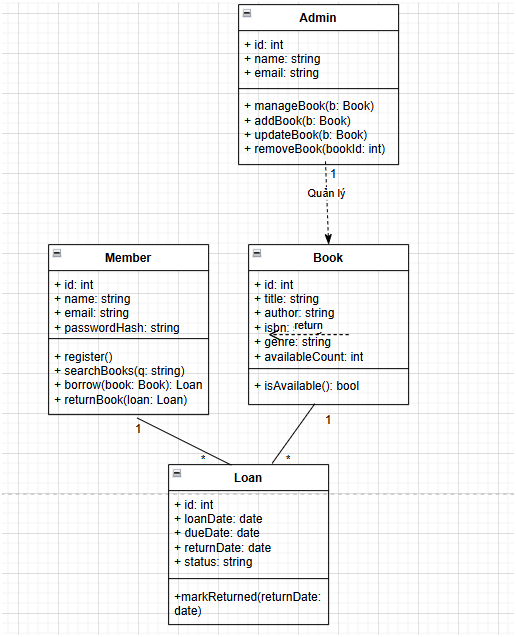 Admin
+ id: int
+ name: string
+ email: string
+ manageBook(b: Book)
+ addBook(b: Book)
+ updateBook(b: Book)
+ removeBook(bookId: int)
1
Quản lý
Member
+ id: int
+ name: string
+ email: string
+ passwordHash: string
+ register()
+ searchBooks(q: string)
+ borrow(book: Book): Loan
+ returnBook(loan: Loan)
Book
+ id: int
+ title: string
+ author: string
+ isbn:
return
+ genre: string
+ availableCount: int
+ isAvailable(): bool
1
*
1
*
Loan
+ id: int
+ loanDate: date
+ dueDate: date
+ returnDate: date
+ status: string
+markReturned(returnDate:
date)